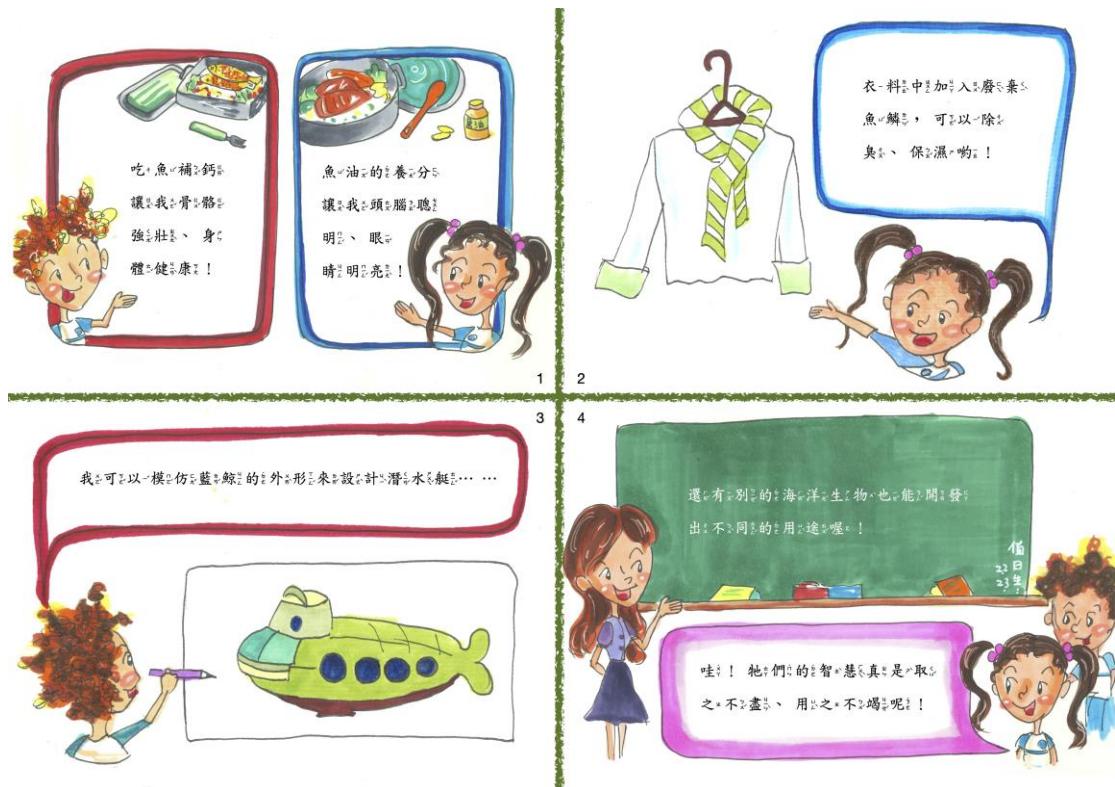 吃魚補鈣
讓我骨骼
強壯、身
體健康！
魚油
魚油的養分
讓我頭腦聰
明、眼
睛明亮！
1
2
衣料中加入廢棄
魚鱗，可以除
臭、保濕喲！
3
我可以模仿藍鯨的外形來設計潛水艇⋯⋯
4
還有別的海洋生物也能開發
出不同的用途喔！
值日生：
22
23
哇！牠們的智慧真是取
之不盡、用之不竭呢！